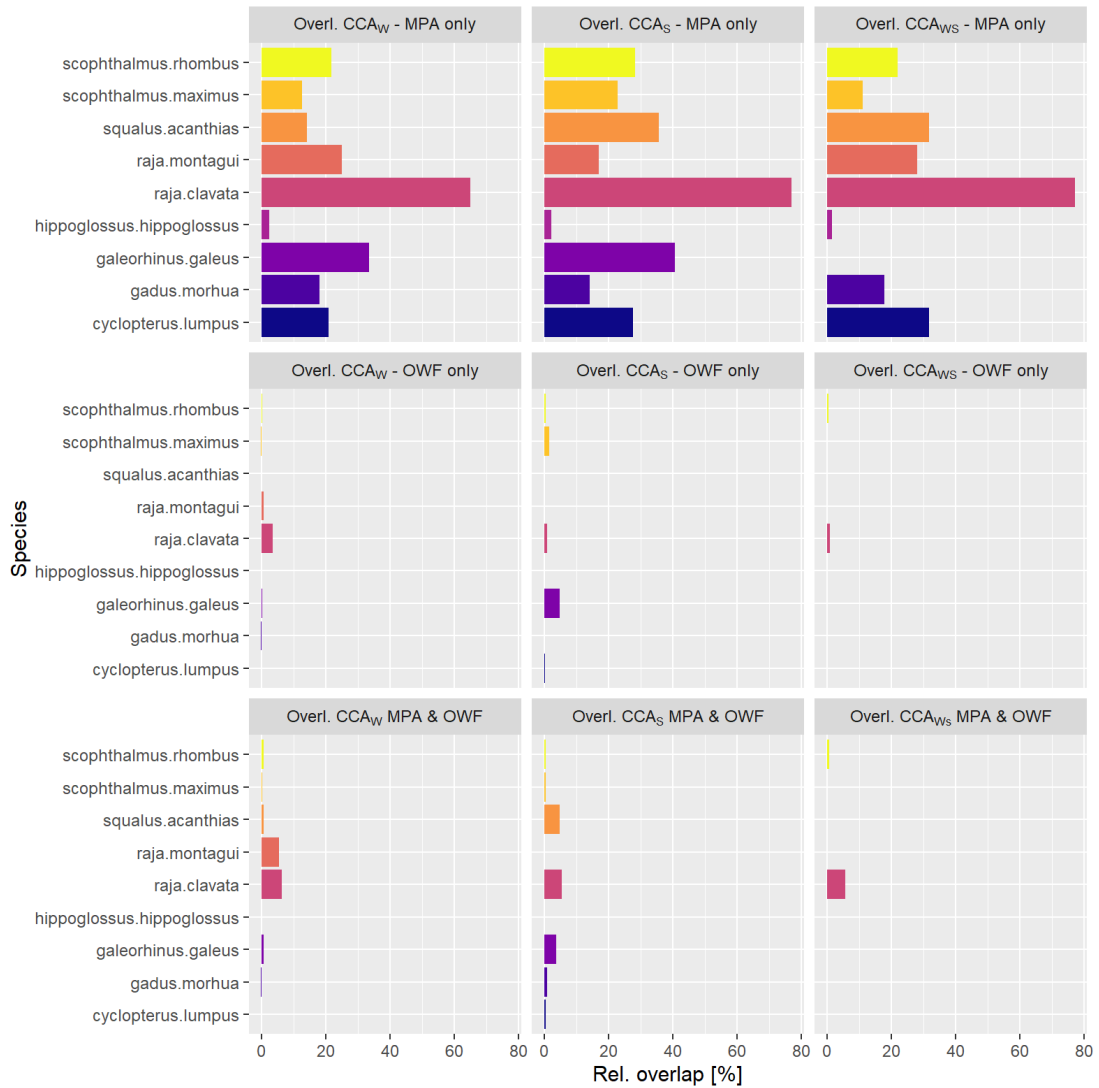 Overl. CCAW - MPA only
Overl. CCAS - MPA only
Overl. CCAWS - MPA only
scophthalmus.rhombus
scophthalmus.maximus
squalus.acanthias
raja.montagui
raja.clavata
hippoglossus.hippoglossus
galeorhinus.galeus
gadus.morhua
cyclopterus.lumpus
Overl. CCAW - OWF only
Overl. CCAS - OWF only
Overl. CCAWS - OWF only
scophthalmus.rhombus
scophthalmus.maximus
squalus.acanthias
raja.montagui
raja.clavata
hippoglossus.hippoglossus
galeorhinus.galeus
gadus.morhua
cyclopterus.lumpus
Species
Overl. CCAW MPA & OWF
Overl. CCAS MPA & OWF
Overl. CCAWs MPA & OWF
scophthalmus.rhombus
scophthalmus.maximus
squalus.acanthias
raja.montagui
raja.clavata
hippoglossus.hippoglossus
galeorhinus.galeus
gadus.morhua
cyclopterus.lumpus
0 20 40 60 80
0 20 40 60 80
0 20 40 60 80
Rel. overlap [%]